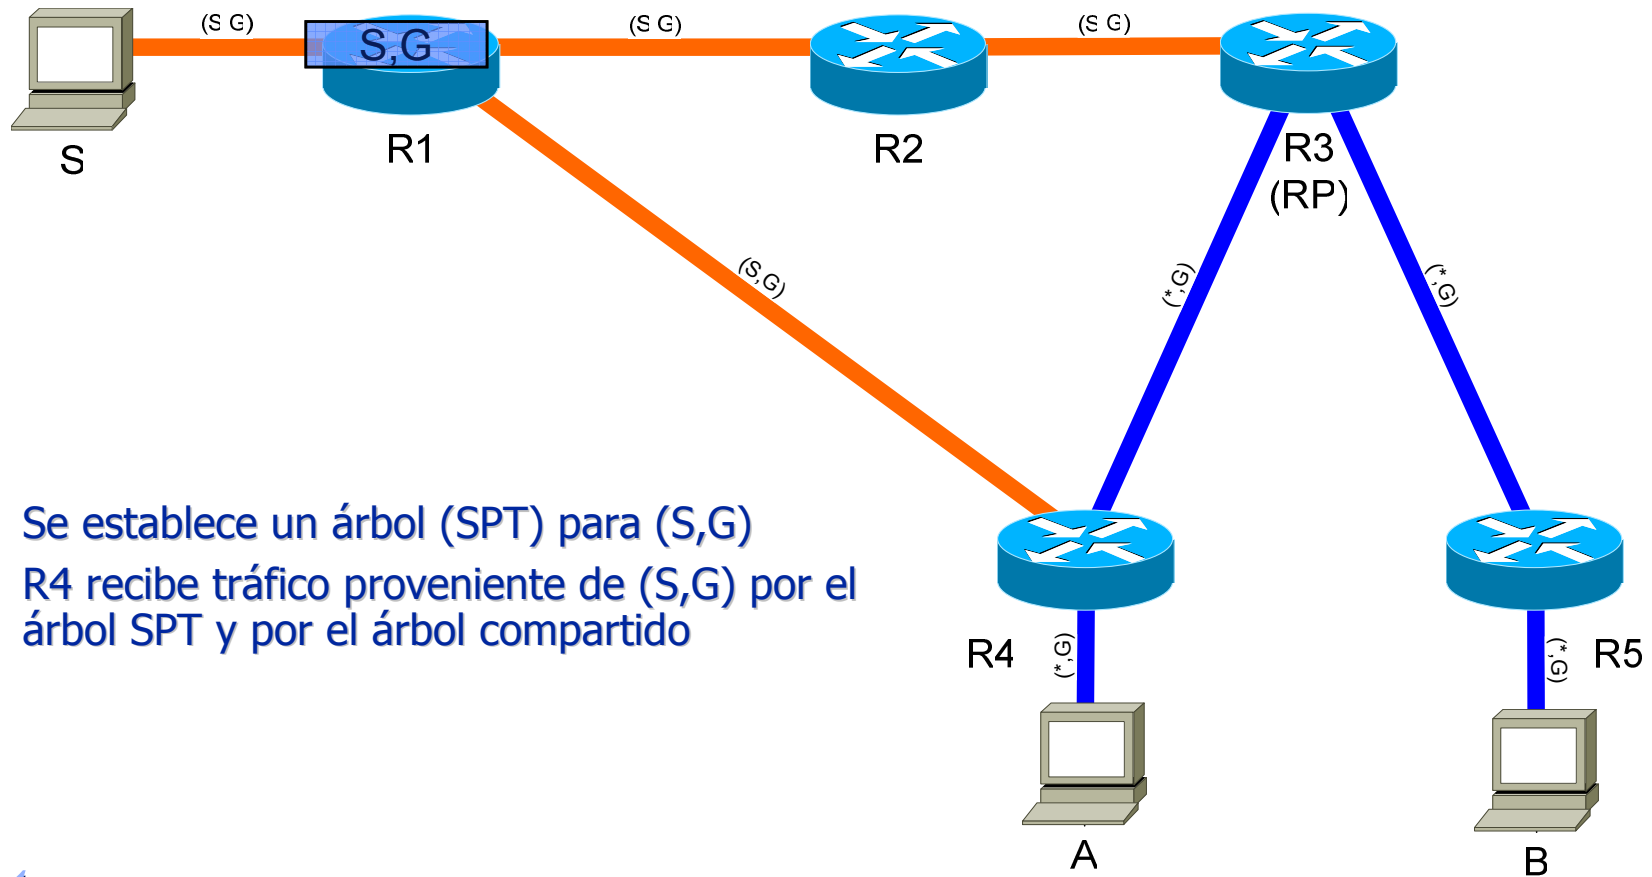 (S G)
S,G
(S G)
(S G)
S
R1
R2
R3
(RP)
(S,G)
(*,G)
(*,G)
Se establece un árbol (SPT) para (S,G)
R4 recibe tráfico proveniente de (S,G) por el
árbol SPT y por el árbol compartido
R4
(*,G)
(*,G)
R5
A
B